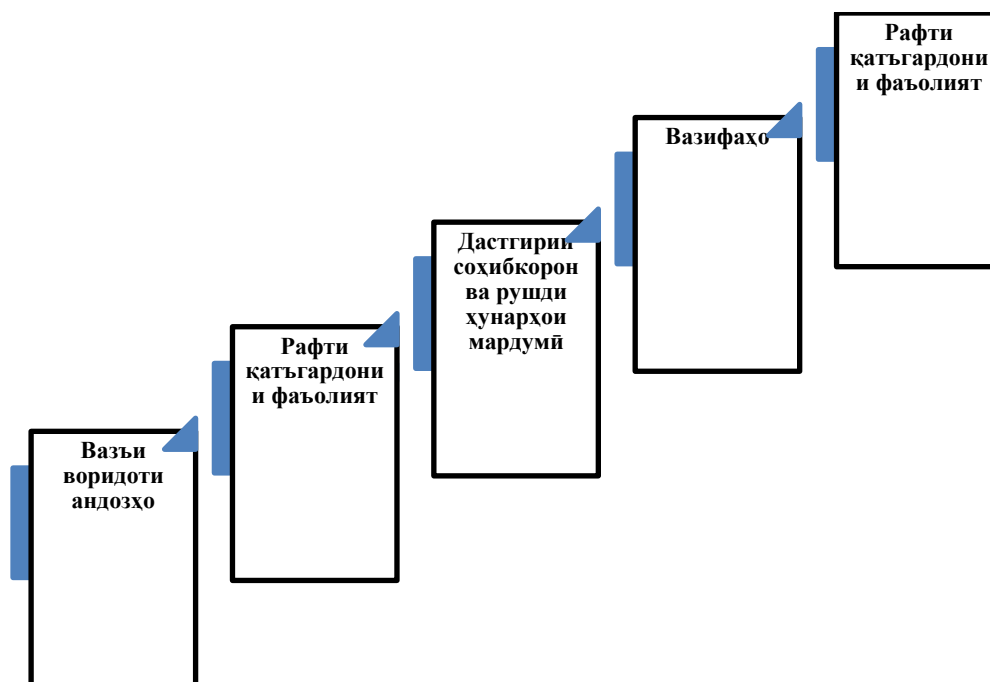 Рафти
қатъгардони
и фаъолият
Вазифаҳо
Дастгирии
соҳибкорон
ва рушди
ҳунарҳои
мардумӣ
Рафти
қатъгардони
и фаъолият
Вазъи
воридоти
андозҳо